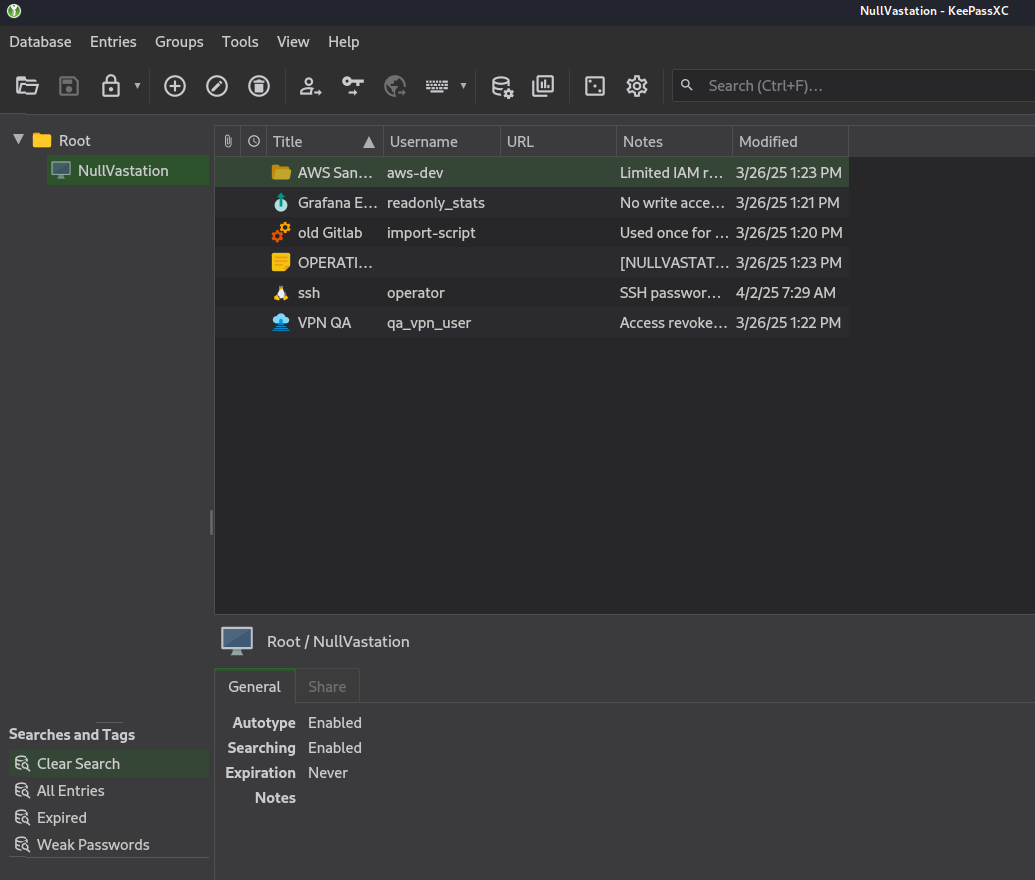 NullVastation - KeePassXC
Database Entries Groups Tools View Help
Search (Ctrl+F)...
Root
NullVastation
Title Username URL Notes Modified
AWS San... aws-dev Limited IAM r... 3/26/25 1:23 PM
Grafana E... readonly_stats No write acce... 3/26/25 1:21 PM
old Gitlab import-script Used once for ... 3/26/25 1:20 PM
OPERATI... [NULLVASTAT... 3/26/25 1:23 PM
ssh operator SSH passwor... 4/2/25 7:29 AM
VPN QA qa_vpn_user Access revoke... 3/26/25 1:22 PM
Root / NullVastation
General Share
Autotype Enabled
Searching Enabled
Expiration Never
Notes
Searches and Tags
Clear Search
All Entries
Expired
Weak Passwords